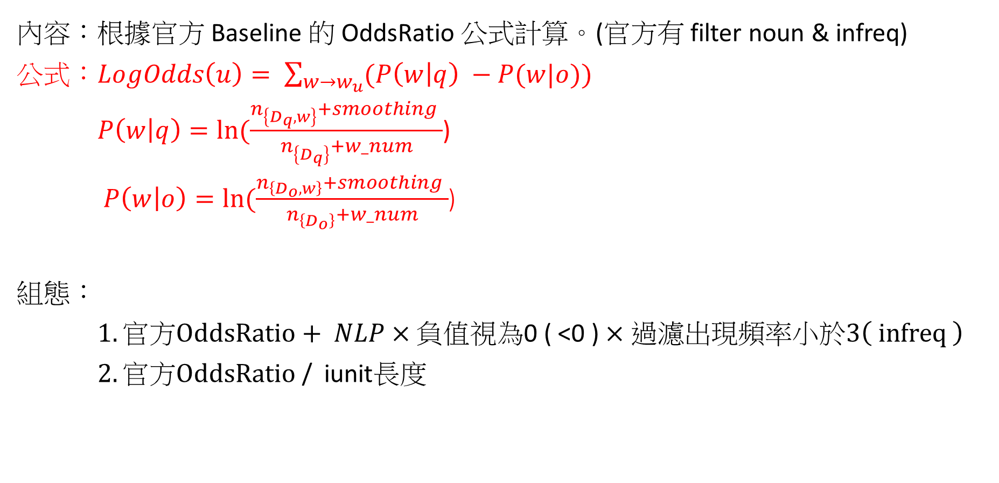 內容：根據官方 Baseline 的 OddsRatio 公式計算。(官方有 filter noun & infreq)
公式：LogOdds(u) = ∑_{w→w_u}(P(w|q) − P(w|o))
P(w|q) = ln(\frac{n_{\{D_q,w\}}+smoothing}{n_{\{D_q\}}+w\_num})
P(w|o) = ln(\frac{n_{\{D_o,w\}}+smoothing}{n_{\{D_o\}}+w\_num})
組態：
1. 官方OddsRatio + NLP × 負值視為0 ( <0 ) × 過濾出現頻率小於3( infreq )
2. 官方OddsRatio / iunit長度